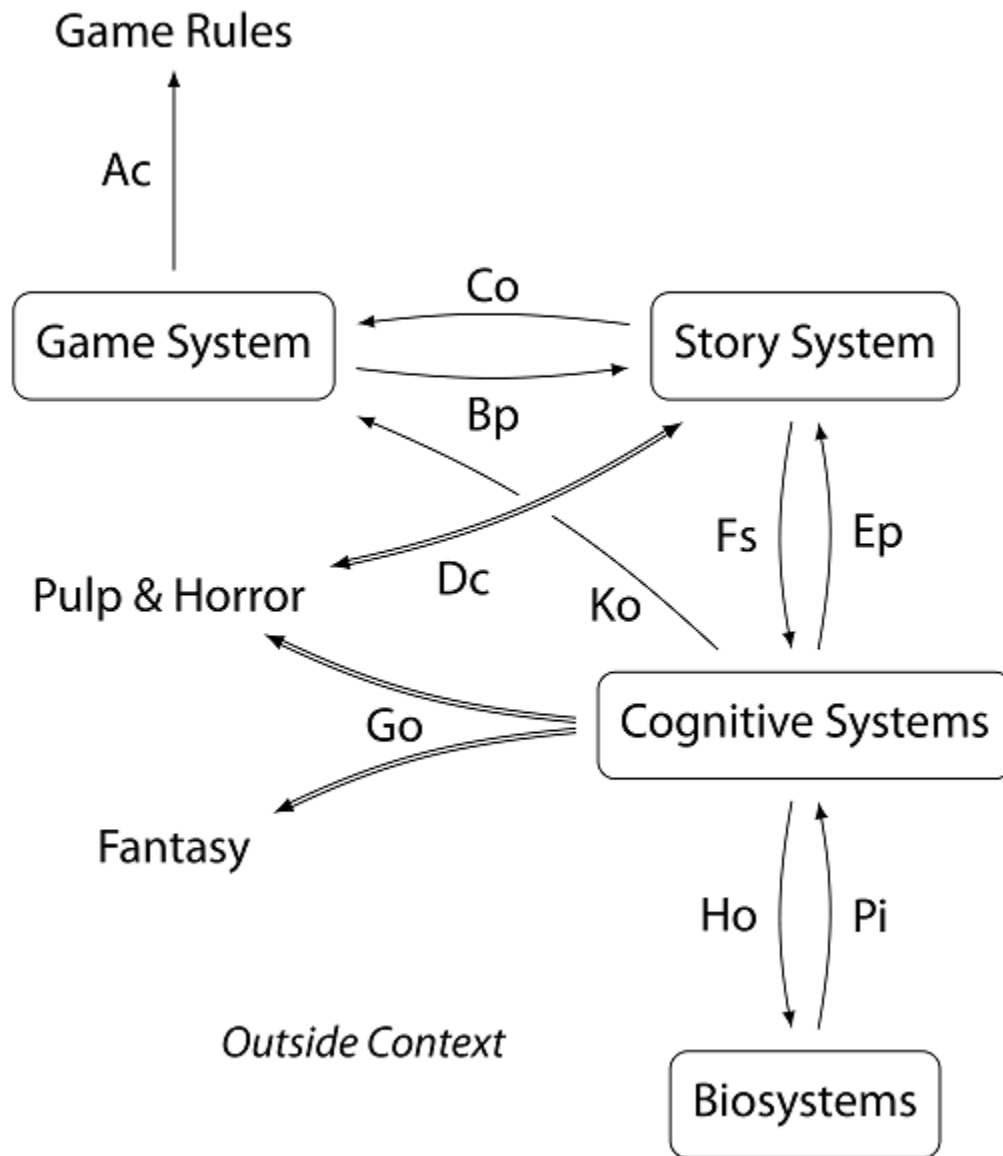 Game Rules
Ac
Co
Game System
Story System
Bp
Fs
Ep
Dc
Pulp & Horror
Ko
Go
Cognitive Systems
Fantasy
Ho
Pi
Outside Context
Biosystems